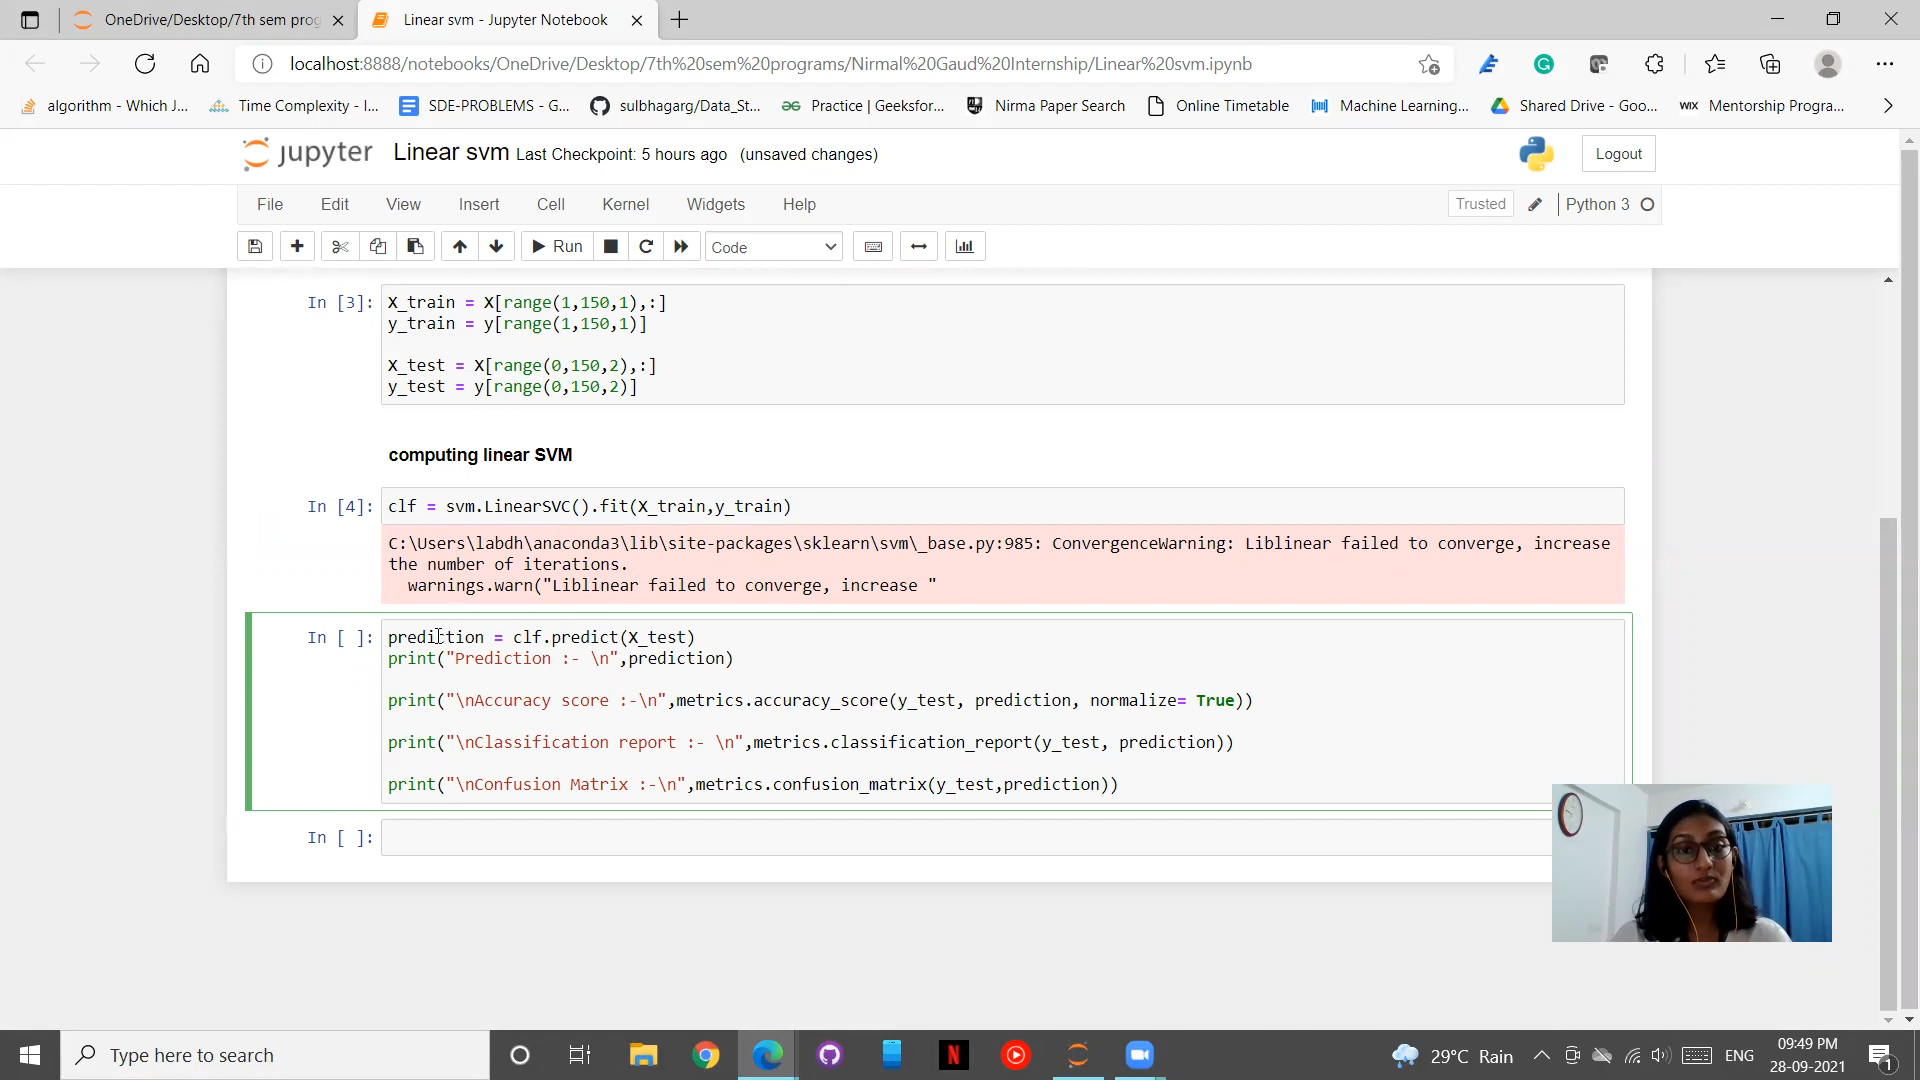 OneDrive/Desktop/7th sem prog
Linear svm - Jupyter Notebook
localhost:8888/notebooks/OneDrive/Desktop/7th%20sem%20programs/Nirmal%20Gaud%20Internship/Linear%20svm.ipynb
algorithm - Which J... Time Complexity - I... SDE-PROBLEMS - G... sulbhagarg/Data_St... Practice | Geeksfor... Nirma Paper Search Online Timetable Machine Learning,... Shared Drive - Goo... WIX Mentorship Progra...
jupyter Linear svm Last Checkpoint: 5 hours ago (unsaved changes) Logout
File Edit View Insert Cell Kernel Widgets Help Trusted Python 3
Run Code
In [3]: X_train = X[range(1,150,1),:]
y_train = y[range(1,150,1)]
X_test = X[range(0,150,2),:]
y_test = y[range(0,150,2)]
computing linear SVM
In [4]: clf = svm.LinearSVC().fit(X_train,y_train)
C:\Users\labdh\anaconda3\lib\site-packages\sklearn\svm\_base.py:985: ConvergenceWarning: Liblinear failed to converge, increase
the number of iterations.
warnings.warn("Liblinear failed to converge, increase "
In [ ]: prediction = clf.predict(X_test)
print("Prediction :- \n",prediction)
print("\nAccuracy score :-\n",metrics.accuracy_score(y_test, prediction, normalize= True))
print("\nClassification report :- \n",metrics.classification_report(y_test, prediction))
print("\nConfusion Matrix :-\n",metrics.confusion_matrix(y_test,prediction))
In [ ]:
Type here to search
N
29°C Rain
ENG
09:49 PM
28-09-2021
1